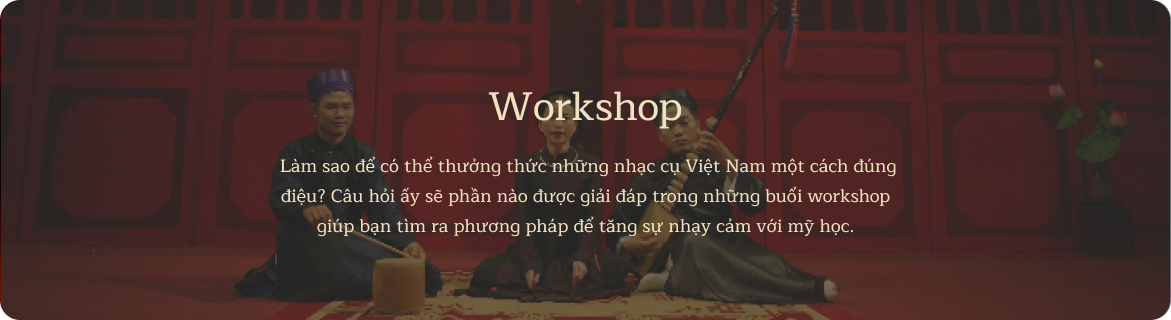 Workshop
Làm sao để có thể thưởng thức những nhạc cụ Việt Nam một cách đúng
điệu? Câu hỏi ấy sẽ phần nào được giải đáp trong những buổi workshop
giúp bạn tìm ra phương pháp để tăng sự nhạy cảm với mỹ học.